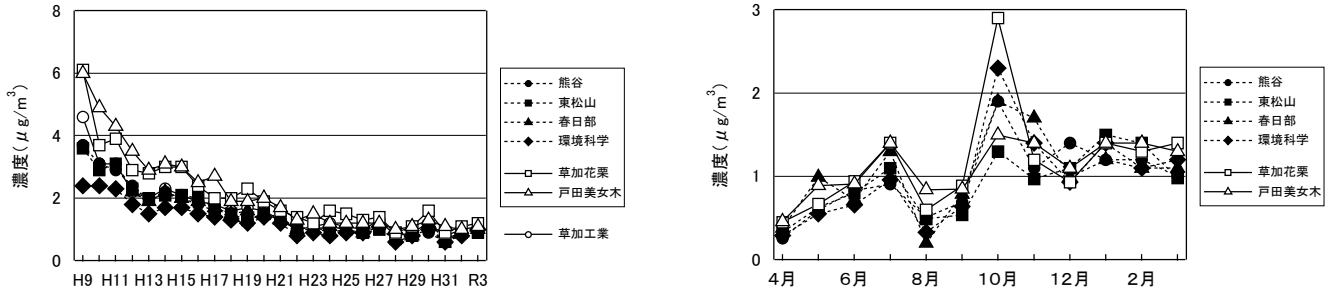 8
6
4
2
0
濃度(μg/m³)
H9 H11 H13 H15 H17 H19 H21 H23 H25 H27 H29 H31 R3
熊谷
東松山
春日部
環境科学
草加花栗
戸田美女木
草加工業
3
2
1
0
濃度(μg/m³)
4月 6月 8月 10月 12月 2月
熊谷
東松山
春日部
環境科学
草加花栗
戸田美女木